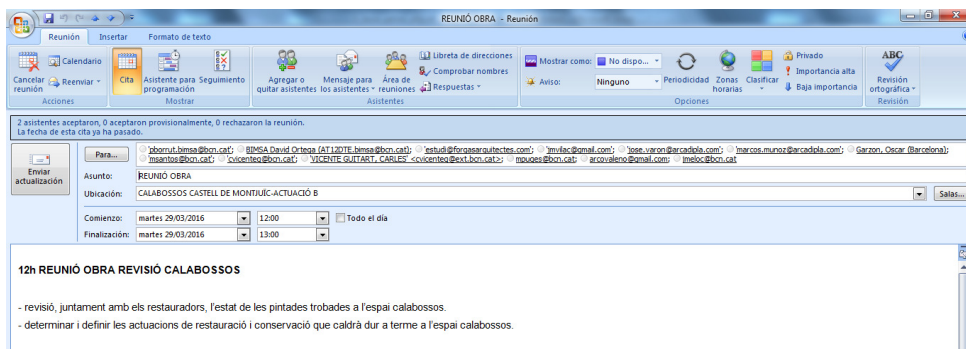 REUNIÓ OBRA - Reunión
Reunión Insertar Formato de texto
Cancelar reunión
Calendario
Reenviar
Acciones
Cita
Asistente para programación
Seguimiento
Mostrar
Agregar o quitar asistentes
Mensaje para los asistentes
Área de reuniones
Libreta de direcciones
Comprobar nombres
Respuestas
Asistentes
Mostrar como: No dispo...
Aviso: Ninguno
Periodicidad
Zonas horarias
Clasificar
Privado
Importancia alta
Baja importancia
Opciones
ABC
Revisión ortográfica
Revisión
2 asistentes aceptaron, 0 aceptaron provisionalmente, 0 rechazaron la reunión.
La fecha de esta cita ya ha pasado.
Enviar actualización
Para...
'pborrut.bimsa@bcn.cat'; BIMSA David Ortega (AT12DTE.bimsa@bcn.cat); 'estudi@forgasarquitectes.com'; 'jmvilac@gmail.com'; 'jose.varon@arcadipla.com'; 'marcos.munoz@arcadipla.com'; Garzon, Oscar (Barcelona);
'msantos@bcn.cat'; 'cvicenteg@bcn.cat'; 'VICENTE GUITART, CARLES' <cvicenteg@ext.bcn.cat>; mpuges@bcn.cat; arcovaleno@gmail.com; jmeloc@bcn.cat
Asunto: REUNIÓ OBRA
Ubicación: CALABOSSOS CASTELL DE MONTJUÏC-ACTUACIÓ B
Salas...
Comienzo: martes 29/03/2016 12:00 Todo el día
Finalización: martes 29/03/2016 13:00
12h REUNIÓ OBRA REVISIÓ CALABOSSOS
- revisió, juntament amb els restauradors, l'estat de les pintades trobades a l'espai calabossos.
- determinar i definir les actuacions de restauració i conservació que caldrà dur a terme a l'espai calabossos.